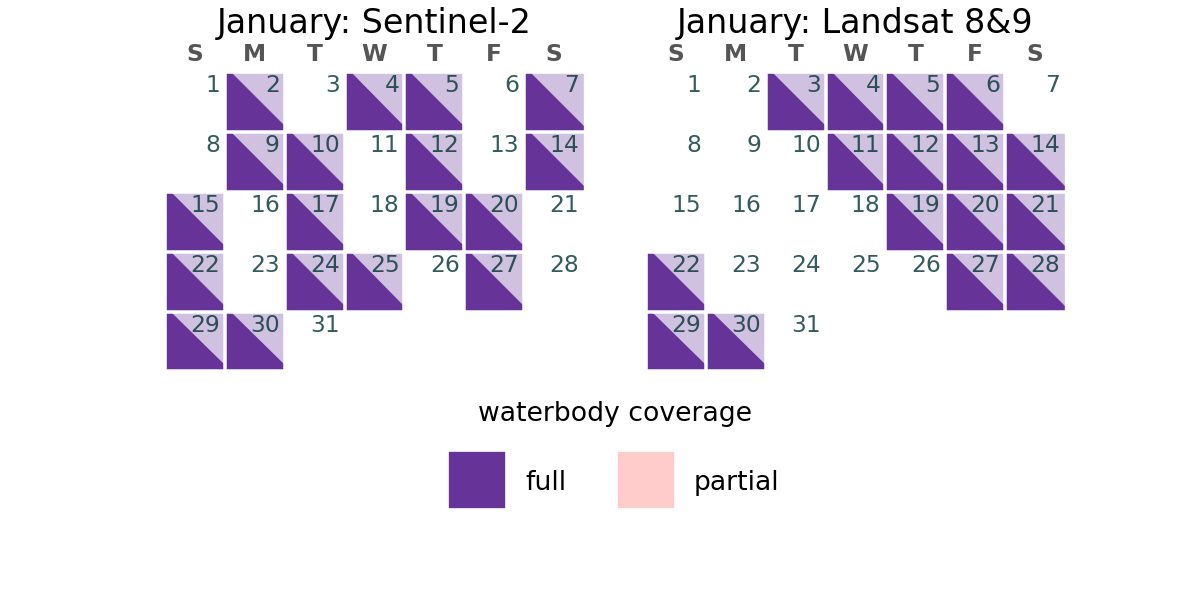 January: Sentinel-2
S M T W T F S
1 2 3 4 5 6 7
8 9 10 11 12 13 14
15 16 17 18 19 20 21
22 23 24 25 26 27 28
29 30 31
January: Landsat 8&9
S M T W T F S
1 2 3 4 5 6 7
8 9 10 11 12 13 14
15 16 17 18 19 20 21
22 23 24 25 26 27 28
29 30 31
waterbody coverage
full
partial